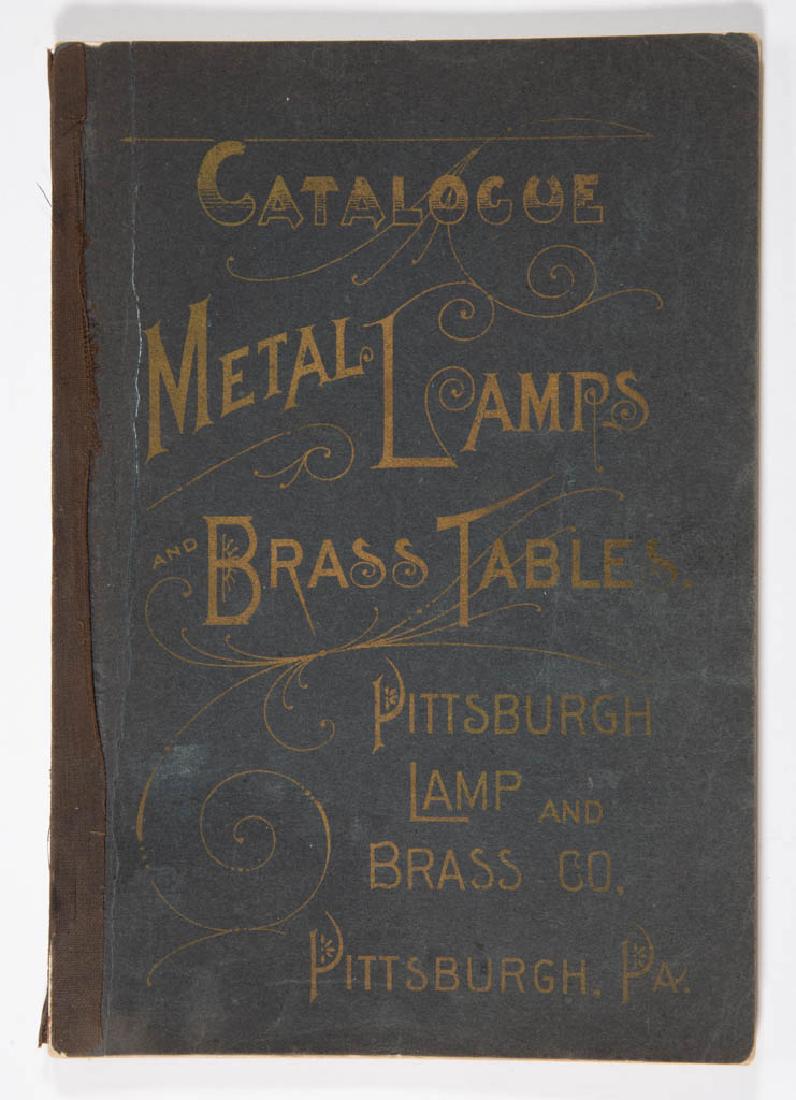 CATALOGUE
METAL LAMPS
AND BRASS TABLES.
PITTSBURGH
LAMP AND
BRASS CO,
PITTSBURGH. PA.